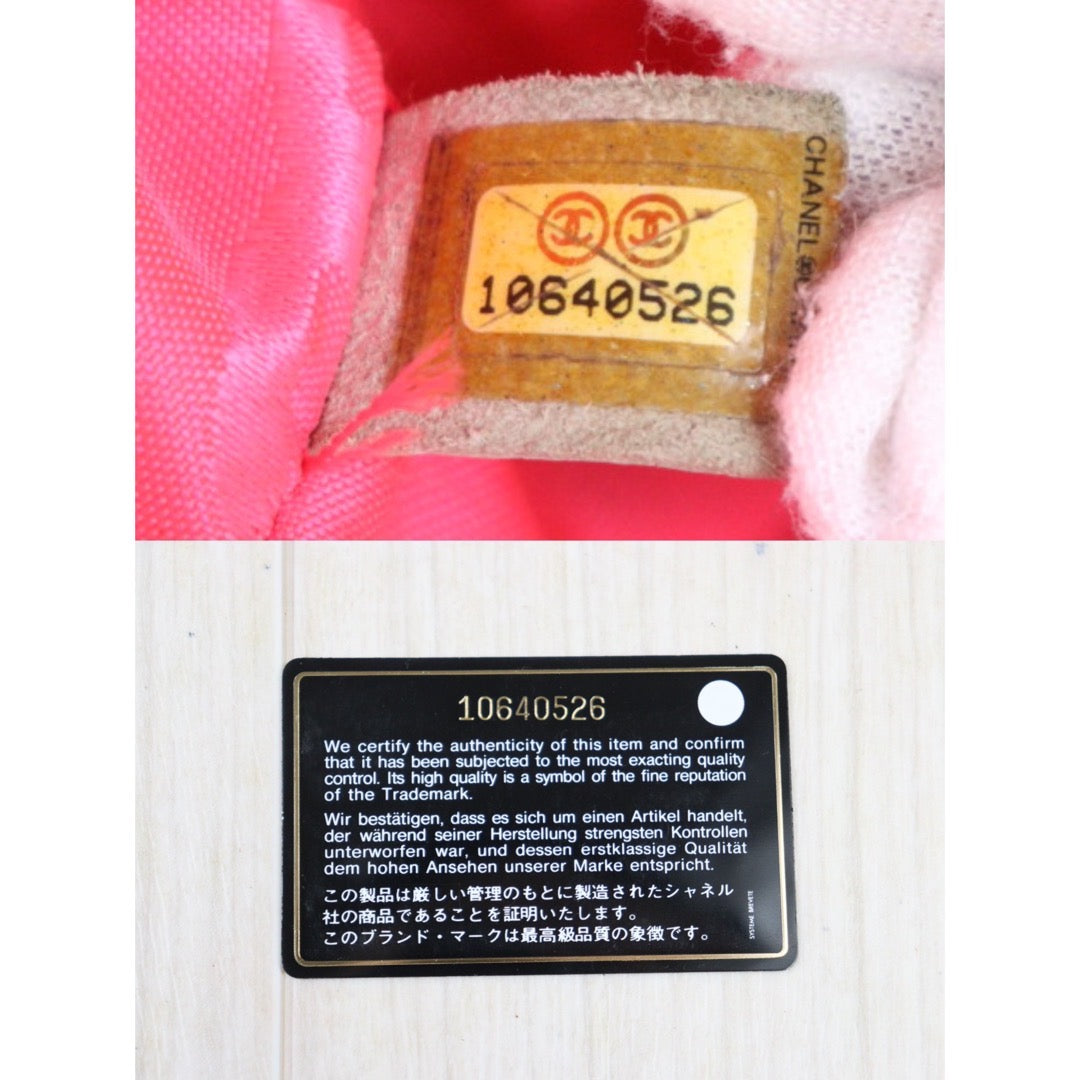 CHANEL
10640526
10640526
We certify the authenticity of this item and confirm
that it has been subjected to the most exacting quality
control. Its high quality is a symbol of the fine reputation
of the Trademark.
Wir bestätigen, dass es sich um einen Artikel handelt,
der während seiner Herstellung strengsten Kontrollen
unterworfen war, und dessen erstklassige Qualität
dem hohen Ansehen unserer Marke entspricht.
この製品は厳しい管理のもとに製造されたシャネル
社の商品であることを証明いたします。
このブランド・マークは最高級品質の象徴です。
SYSTEME BREVETE